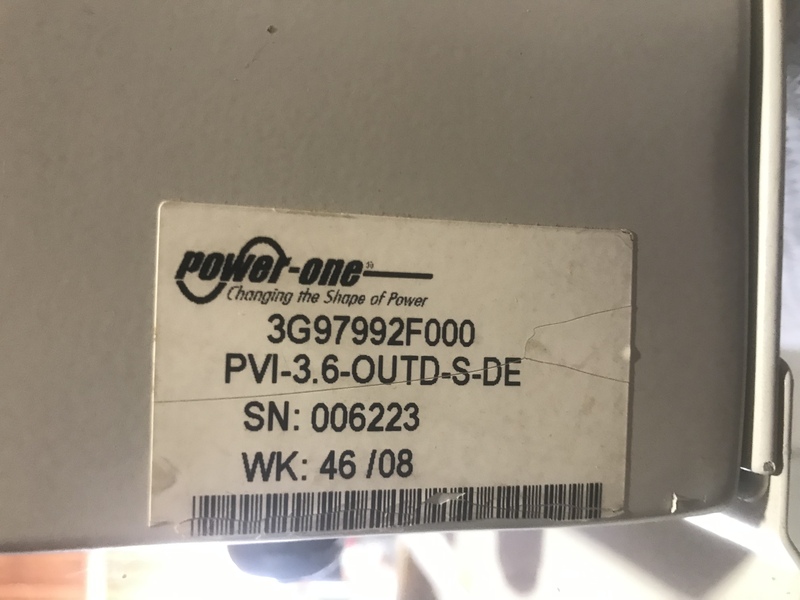 power-one
Changing the Shape of Power
3G97992F000
PVI-3.6-OUTD-S-DE
SN: 006223
WK: 46 /08